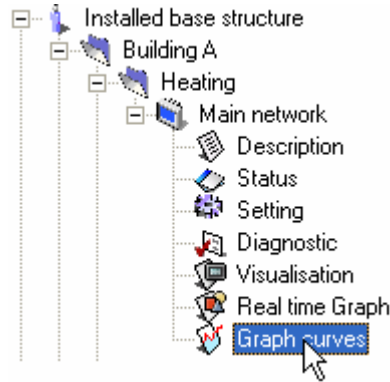 Installed base structure
Building A
Heating
Main network
Description
Status
Setting
Diagnostic
Visualisation
Real time Graph
Graph curves